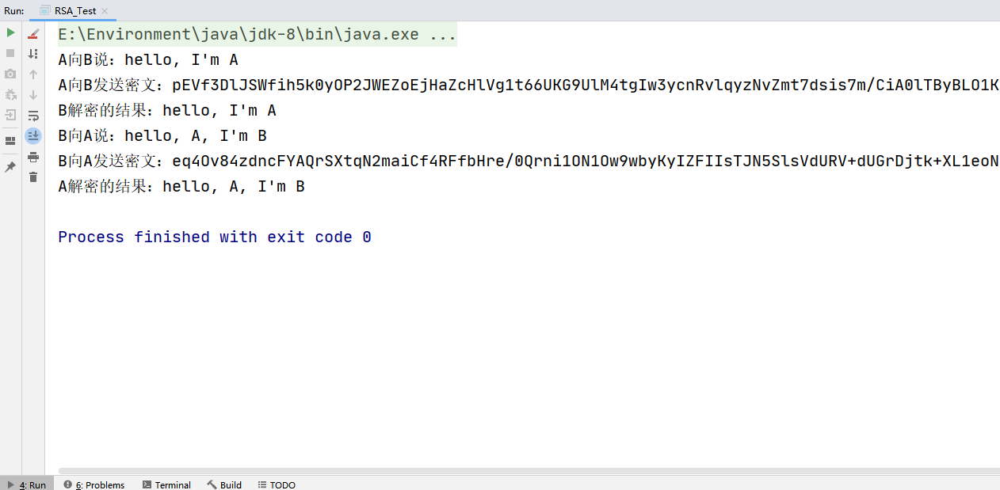 Run: RSA_Test
E:\Environment\java\jdk-8\bin\java.exe ...
A向B说：hello, I'm A
A向B发送密文：pEVf3DlJSWfih5k0yOP2JWEZoEjHaZcHlVg1t66UKG9UlM4tgIw3ycnRvlqyzNvZmt7dsis7m/CiA0lTByBLO1K
B解密的结果：hello, I'm A
B向A说：hello, A, I'm B
B向A发送密文：eq4Ov84zdncFYAQrSXtqN2maiCf4RFfbHre/0Qrni1ON1Ow9wbyKyIZFIIsTJN5SlsVdURV+dUGrDjtk+XL1eoN
A解密的结果：hello, A, I'm B
Process finished with exit code 0
4: Run 6: Problems Terminal Build TODO